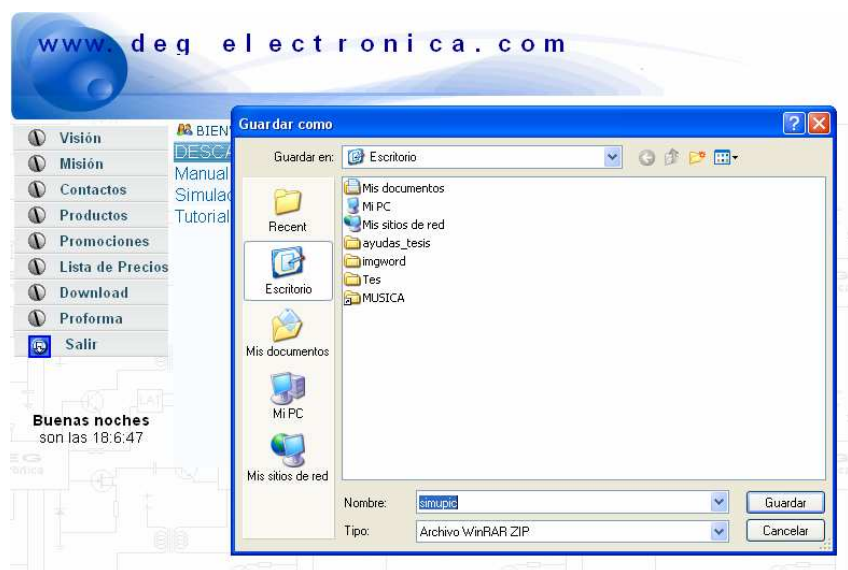 www. deg electronica.com
Visión
Misión
Contactos
Productos
Promociones
Lista de Precios
Download
Proforma
Salir
Buenas noches
son las 18:6:47
BIEN
DESCA
Manual
Simulad
Tutorial
Guardar como
Guardar en:
Escritorio
Recent
Escritorio
Mis documentos
Mi PC
Mis sitios de red
Mis documentos
Mi PC
Mis sitios de red
ayudas_tesis
imgword
Tes
MUSICA
Nombre:
simupic
Guardar
Tipo:
Archivo WinRAR ZIP
Cancelar